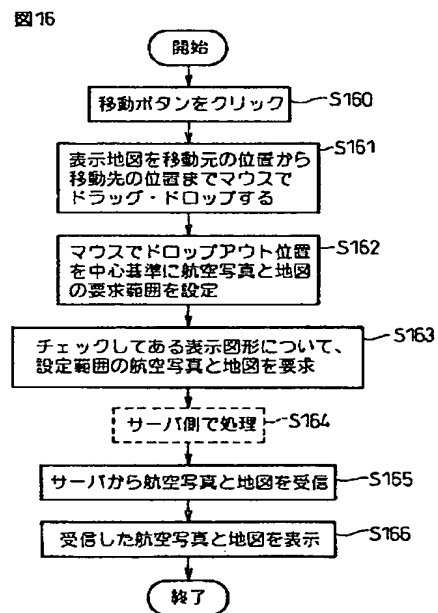 図16
開始
移動ボタンをクリック
S160
表示地図を移動元の位置から
移動先の位置までマウスで
ドラッグ・ドロップする
S161
マウスでドロップアウト位置
を中心基準に航空写真と地図
の要求範囲を設定
S162
チェックしてある表示図形について、
設定範囲の航空写真と地図を要求
S163
サーバ側で処理
S164
サーバから航空写真と地図を受信
S165
受信した航空写真と地図を表示
S166
終了